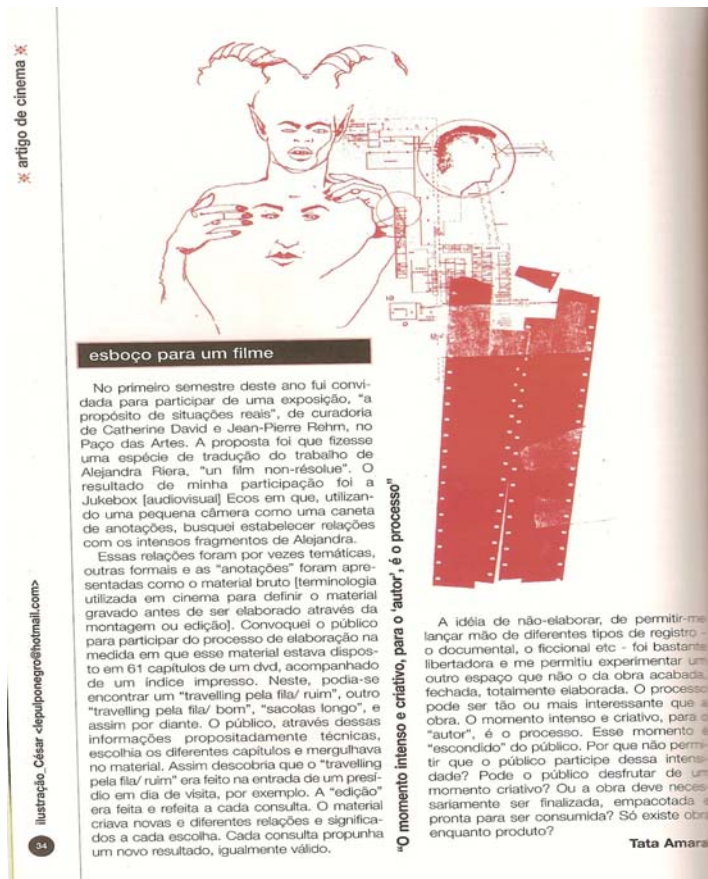 ※ artigo de cinema ※
esboço para um filme
No primeiro semestre deste ano fui convi-
dada para participar de uma exposição, "a
propósito de situações reais", de curadoria
de Catherine David e Jean-Pierre Rehm, no
Paço das Artes. A proposta foi que fizesse
uma espécie de tradução do trabalho de
Alejandra Riera, "un film non-résolue". O
resultado de minha participação foi a
Jukebox [audiovisual] Ecos em que, utilizan-
do uma pequena câmera como uma caneta
de anotações, busquei estabelecer relações
com os intensos fragmentos de Alejandra.
Essas relações foram por vezes temáticas,
outras formais e as "anotações" foram apre-
sentadas como o material bruto [terminologia
utilizada em cinema para definir o material
gravado antes de ser elaborado através da
montagem ou edição]. Convoquei o público
para participar do processo de elaboração na
medida em que esse material estava dispos-
to em 61 capítulos de um dvd, acompanhado
de um índice impresso. Neste, podia-se
encontrar um "travelling pela fila/ ruim", outro
"travelling pela fila/ bom", "sacolas longo", e
assim por diante. O público, através dessas
informações propositadamente técnicas,
escolhia os diferentes capítulos e mergulhava
no material. Assim descobria que o "travelling
pela fila/ ruim" era feito na entrada de um presí-
dio em dia de visita, por exemplo. A "edição"
era feita e refeita a cada consulta. O material
criava novas e diferentes relações e significa-
dos a cada escolha. Cada consulta propunha
um novo resultado, igualmente válido.
"O momento intenso e criativo, para o 'autor', é o processo"
A idéia de não-elaborar, de permitir-me
lançar mão de diferentes tipos de registro -
o documental, o ficcional etc - foi bastante
libertadora e me permitiu experimentar um
outro espaço que não o da obra acabada,
fechada, totalmente elaborada. O processo
pode ser tão ou mais interessante que a
obra. O momento intenso e criativo, para o
"autor", é o processo. Esse momento é
"escondido" do público. Por que não permi-
tir que o público participe dessa intensi-
dade? Pode o público desfrutar de um
momento criativo? Ou a obra deve neces-
sariamente ser finalizada, empacotada e
pronta para ser consumida? Só existe obra
enquanto produto?
Tata Amara
ilustração_César <lepulponegro@hotmail.com>
34